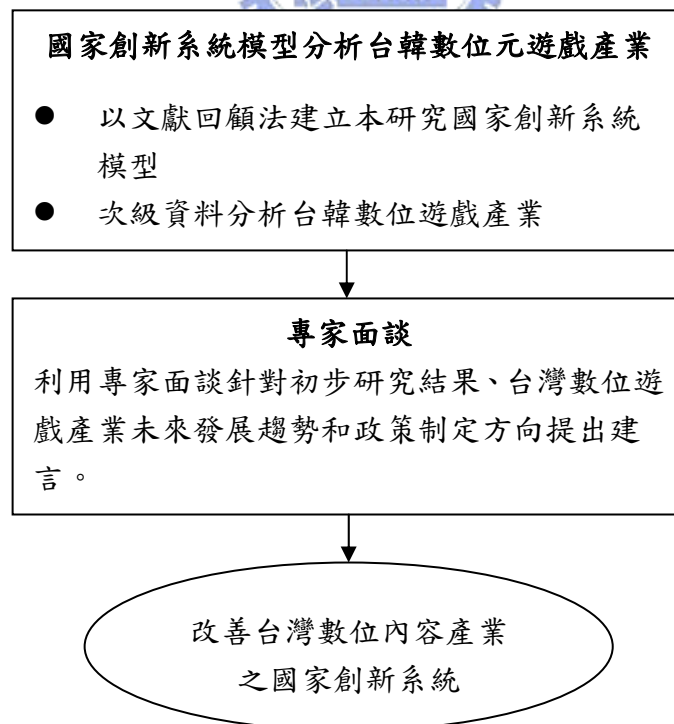 國家創新系統模型分析台韓數位元遊戲產業
● 以文獻回顧法建立本研究國家創新系統
模型
● 次級資料分析台韓數位遊戲產業
專家面談
利用專家面談針對初步研究結果、台灣數位遊
戲產業未來發展趨勢和政策制定方向提出建
言。
改善台灣數位內容產業
之國家創新系統